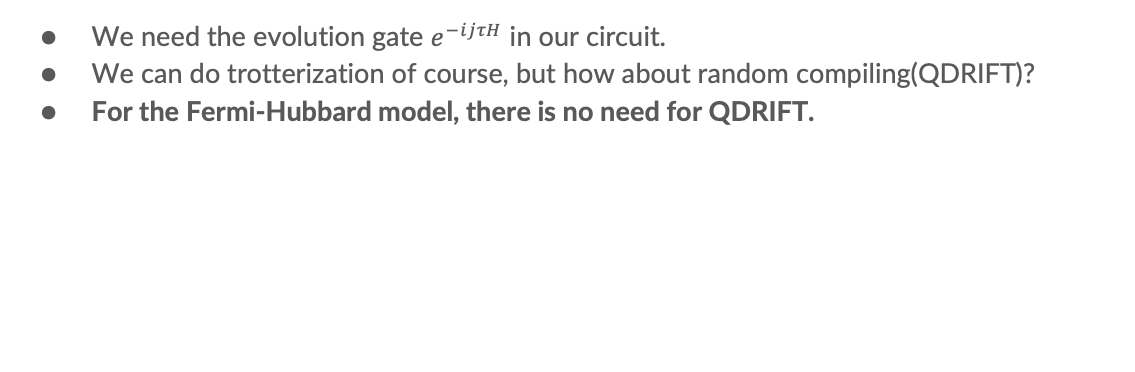 ● We need the evolution gate e^{-ijτH} in our circuit.
● We can do trotterization of course, but how about random compiling(QDRIFT)?
● For the Fermi-Hubbard model, there is no need for QDRIFT.